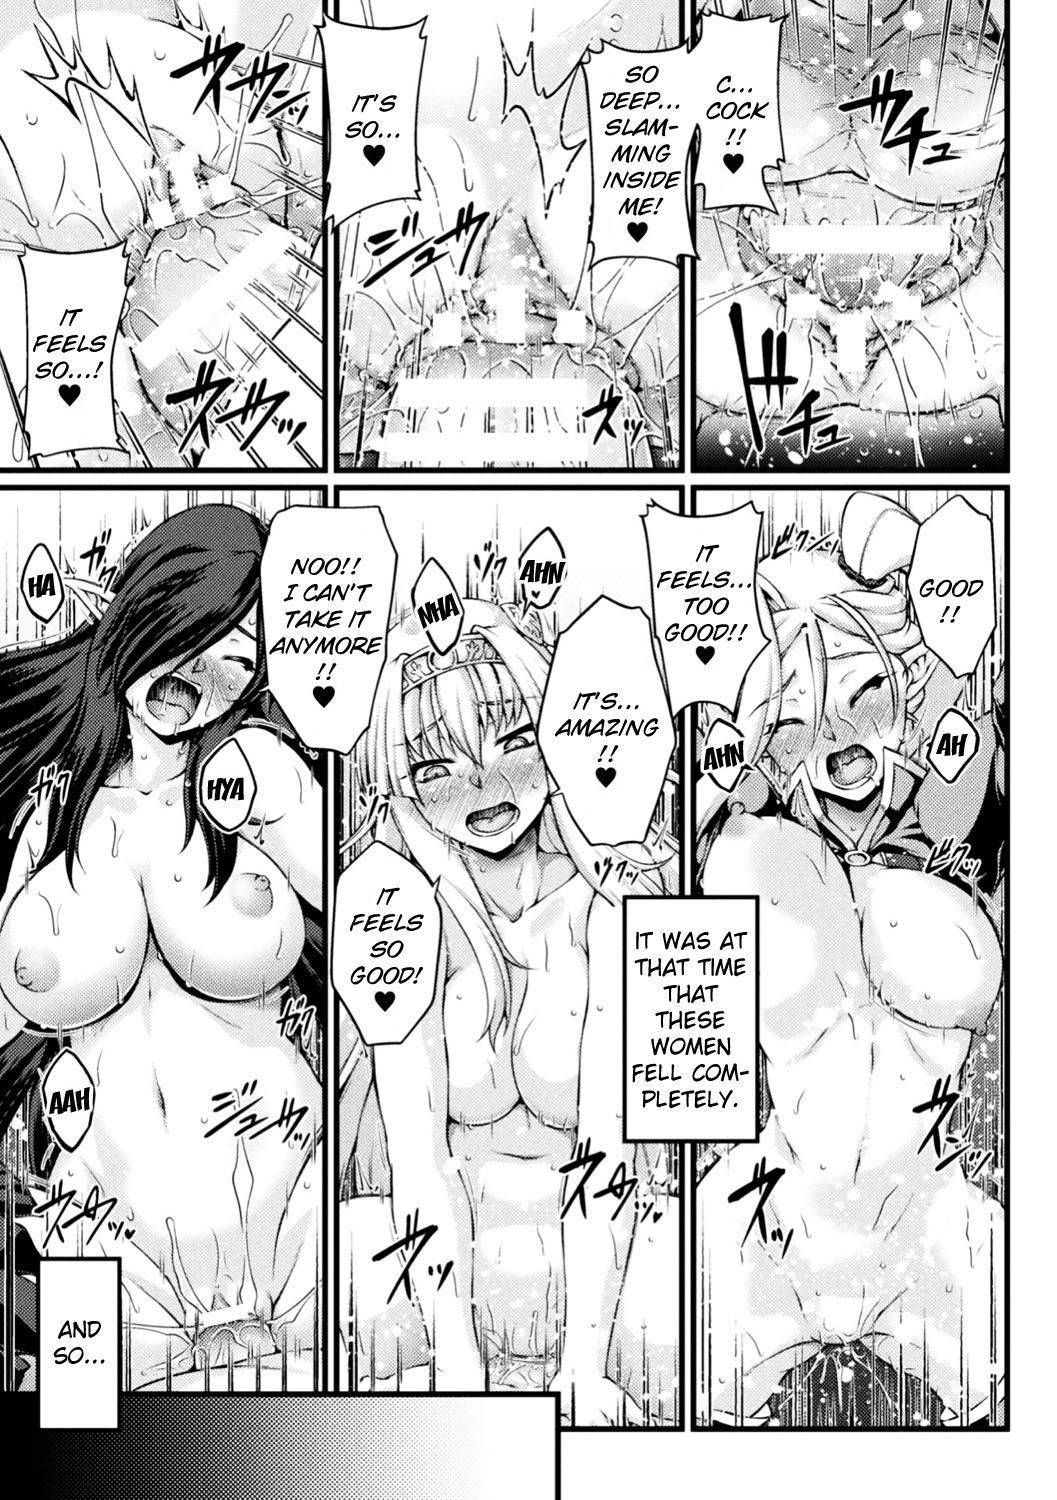 C...
COCK
!!
♥
SO
DEEP...
SLAM-
MING
INSIDE
ME!
♥
IT'S
SO...
♥
IT
FEELS
SO...!
♥
GOOD
!!
IT
FEELS...
TOO
GOOD!!
♥
AH
AHN
IT'S...
AMAZING
!!
♥
AHN
NHA
IT
FEELS
SO
GOOD!
♥
NOO!!
I CAN'T
TAKE IT
ANYMORE
!!
♥
HA
HYA
AAH
IT WAS AT
THAT TIME
THAT
THESE
WOMEN
FELL COM-
PLETELY.
AND
SO...